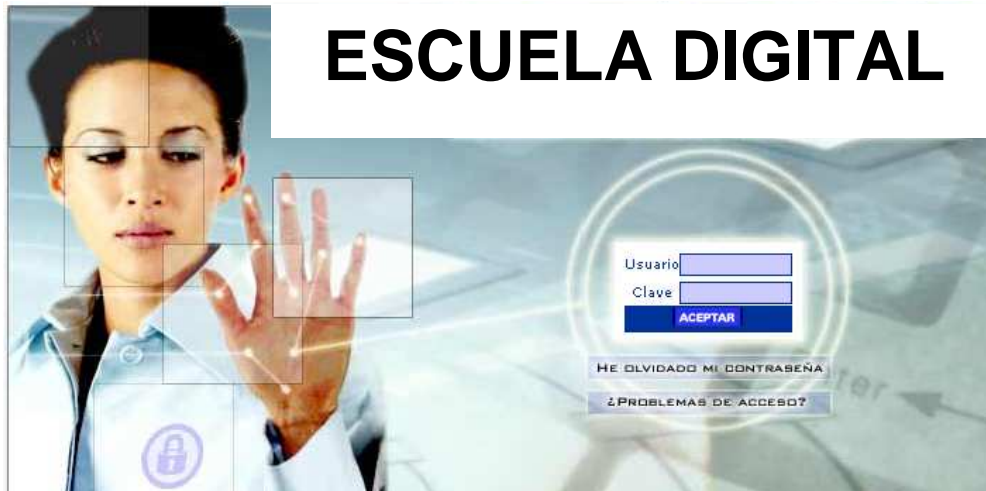 ESCUELA DIGITAL
Usuario
Clave
ACEPTAR
HE OLVIDADO MI CONTRASEÑA
¿PROBLEMAS DE ACCESO?